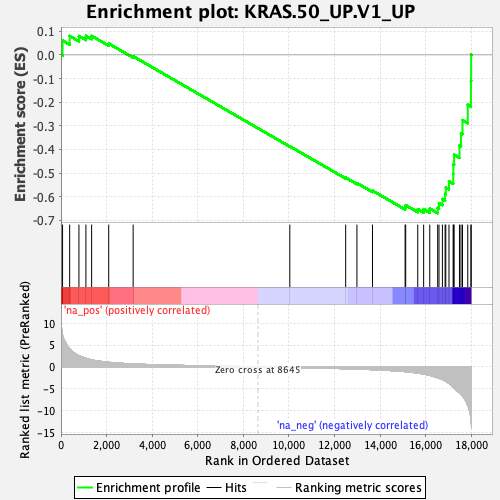 Enrichment plot: KRAS.50_UP.V1_UP
Enrichment score (ES)
0.1
0.0
-0.1
-0.2
-0.3
-0.4
-0.5
-0.6
-0.7
Ranked list metric (PreRanked)
'na_pos' (positively correlated)
10
5
0
-5
-10
-15
Zero cross at 8645
'na_neg' (negatively correlated)
0 2,000 4,000 6,000 8,000 10,000 12,000 14,000 16,000 18,000
Rank in Ordered Dataset
Enrichment profile Hits Ranking metric scores